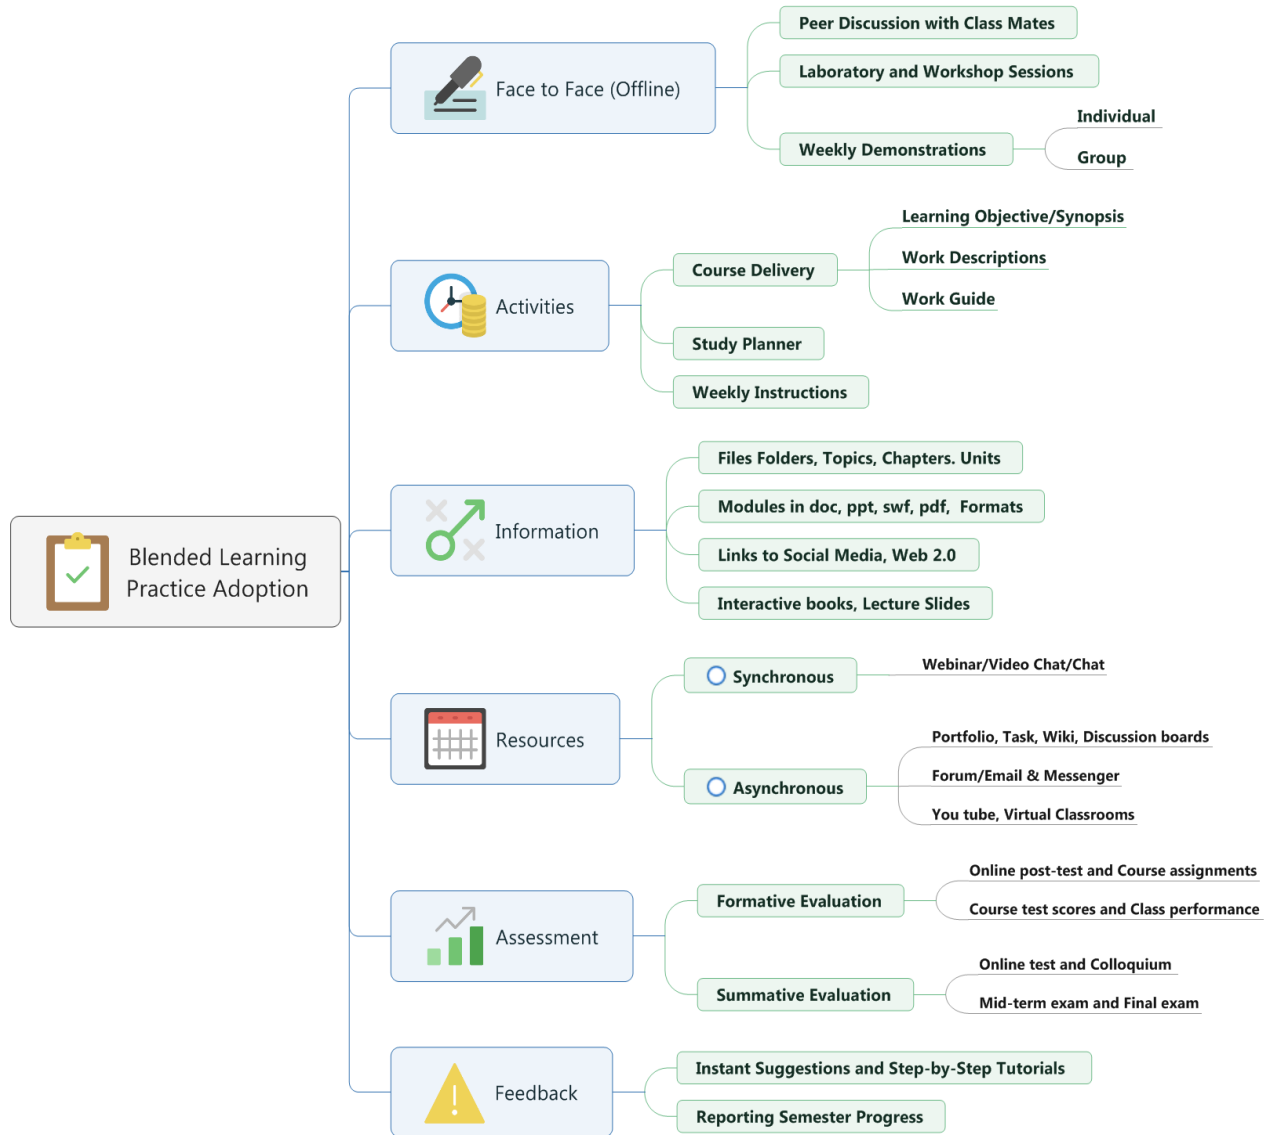 Blended Learning
Practice Adoption
Face to Face (Offline)
Peer Discussion with Class Mates
Laboratory and Workshop Sessions
Weekly Demonstrations
Individual
Group
Activities
Course Delivery
Learning Objective/Synopsis
Work Descriptions
Work Guide
Study Planner
Weekly Instructions
Information
Files Folders, Topics, Chapters. Units
Modules in doc, ppt, swf, pdf,  Formats
Links to Social Media, Web 2.0
Interactive books, Lecture Slides
Resources
Synchronous
Webinar/Video Chat/Chat
Asynchronous
Portfolio, Task, Wiki, Discussion boards
Forum/Email & Messenger
You tube, Virtual Classrooms
Assessment
Formative Evaluation
Online post-test and Course assignments
Course test scores and Class performance
Summative Evaluation
Online test and Colloquium
Mid-term exam and Final exam
Feedback
Instant Suggestions and Step-by-Step Tutorials
Reporting Semester Progress